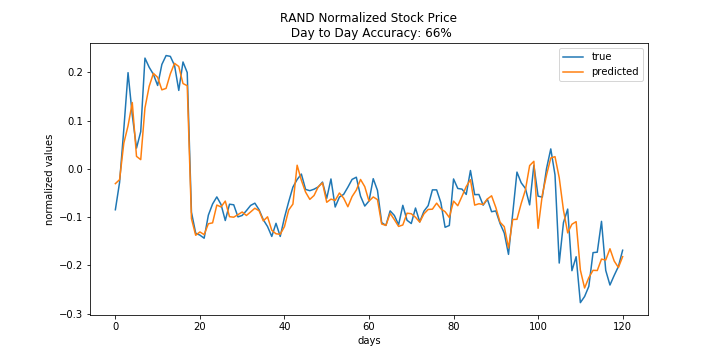 RAND Normalized Stock Price
Day to Day Accuracy: 66%
true
predicted
normalized values
0.2
0.1
0.0
−0.1
−0.2
−0.3
0
20
40
60
80
100
120
days